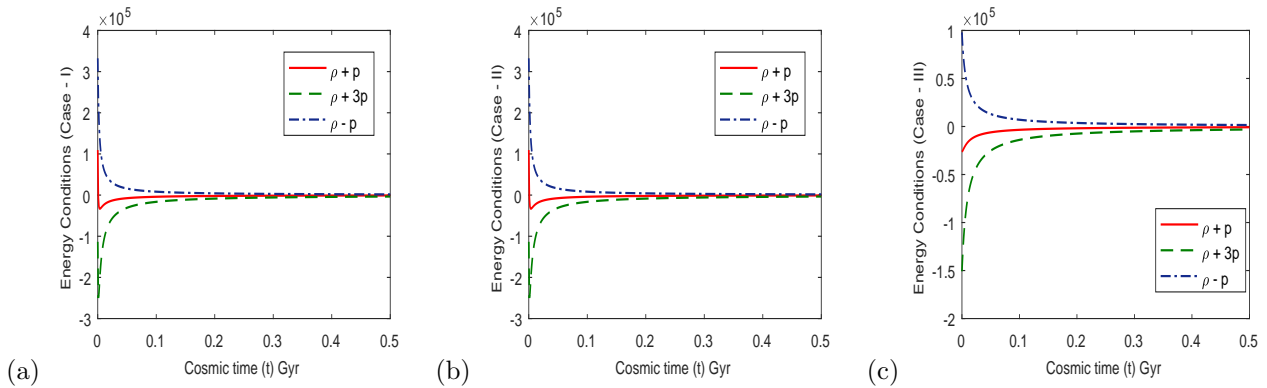 ×10^5
4
3
2
1
0
-1
-2
-3
Energy Conditions (Case - I)
ρ + p
ρ + 3p
ρ - p
0 0.1 0.2 0.3 0.4 0.5
Cosmic time (t) Gyr
(a)
×10^5
4
3
2
1
0
-1
-2
-3
Energy Conditions (Case - II)
ρ + p
ρ + 3p
ρ - p
0 0.1 0.2 0.3 0.4 0.5
Cosmic time (t) Gyr
(b)
×10^5
1
0.5
0
-0.5
-1
-1.5
-2
Energy Conditions (Case - III)
ρ + p
ρ + 3p
ρ - p
0 0.1 0.2 0.3 0.4 0.5
Cosmic time (t) Gyr
(c)